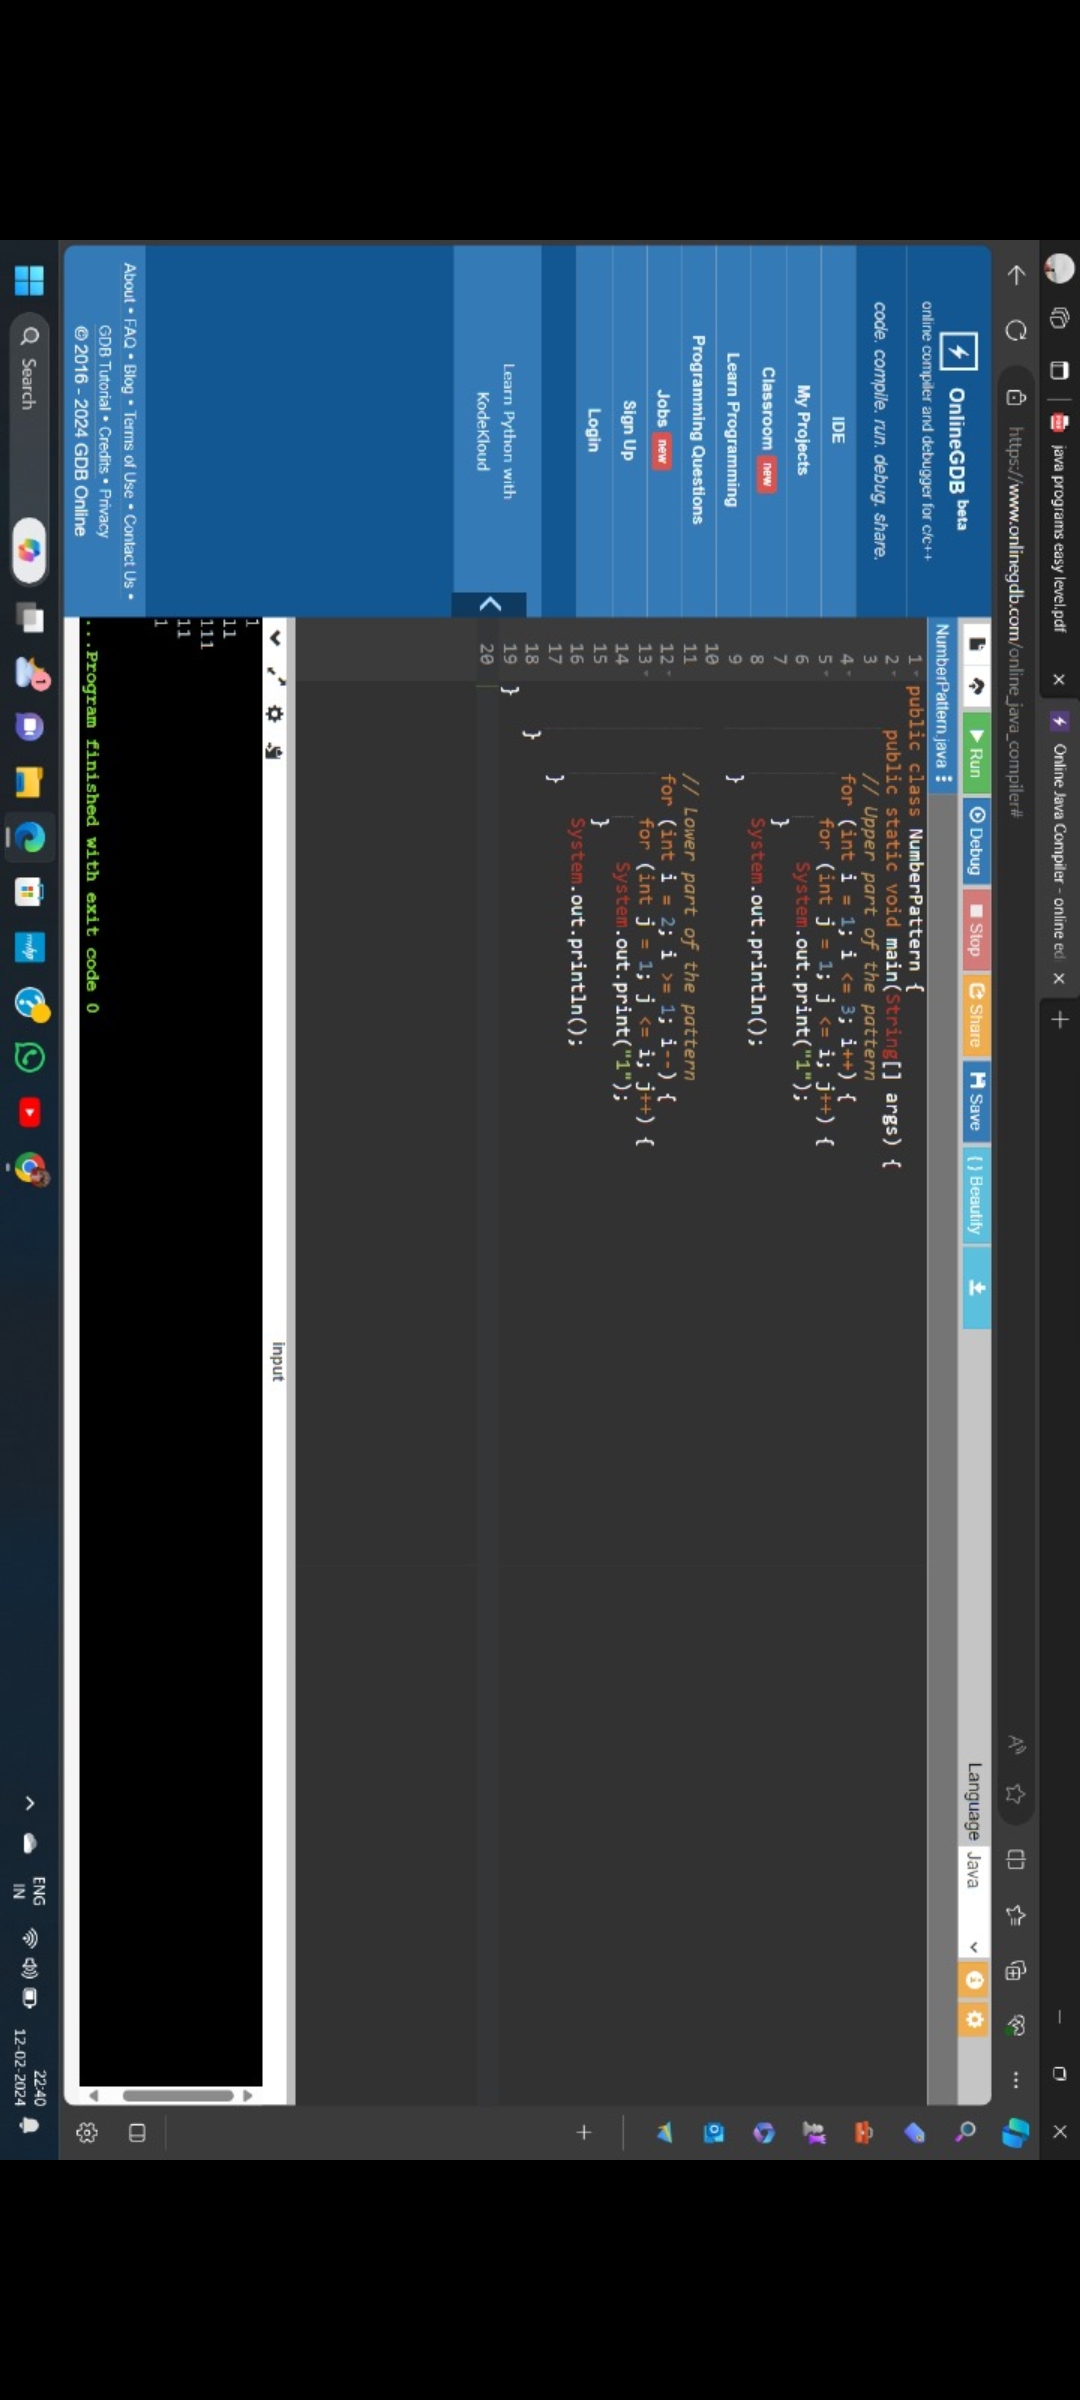 java programs easy level.pdf
Online Java Compiler - online ed
https://www.onlinegdb.com/online_java_compiler#
OnlineGDB beta
online compiler and debugger for c/c++
code. compile. run. debug. share.
IDE
My Projects
Classroom new
Learn Programming
Programming Questions
Jobs new
Sign Up
Login
Learn Python with
KodeKloud
About • FAQ • Blog • Terms of Use • Contact Us •
GDB Tutorial • Credits • Privacy
© 2016 - 2024 GDB Online
Run Debug Stop Share Save { } Beautify
Language Java
NumberPattern.java
1 public class NumberPattern {
2 public static void main(String[] args) {
3 // Upper part of the pattern
4 for (int i = 1; i <= 3; i++) {
5 for (int j = 1; j <= i; j++) {
6 System.out.print("1");
7 }
8 System.out.println();
9 }
10
11 // Lower part of the pattern
12 for (int i = 2; i >= 1; i--) {
13 for (int j = 1; j <= i; j++) {
14 System.out.print("1");
15 }
16 System.out.println();
17 }
18 }
19 }
20
input
1
11
111
11
1
...Program finished with exit code 0
Search
1
myhp
ENG
IN
22:40
12-02-2024